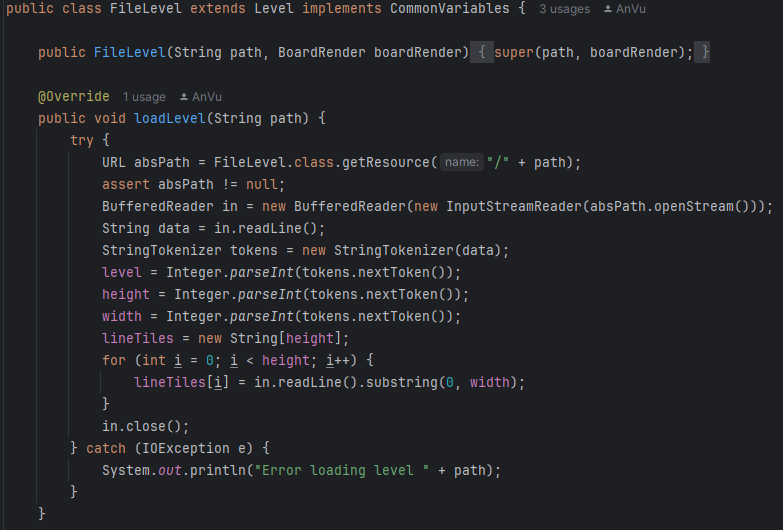 public class FileLevel extends Level implements CommonVariables { 3 usages AnVu
public FileLevel(String path, BoardRender boardRender) { super(path, boardRender); }
@Override 1 usage AnVu
public void loadLevel(String path) {
try {
URL absPath = FileLevel.class.getResource( name: "/" + path);
assert absPath != null;
BufferedReader in = new BufferedReader(new InputStreamReader(absPath.openStream()));
String data = in.readLine();
StringTokenizer tokens = new StringTokenizer(data);
level = Integer.parseInt(tokens.nextToken());
height = Integer.parseInt(tokens.nextToken());
width = Integer.parseInt(tokens.nextToken());
lineTiles = new String[height];
for (int i = 0; i < height; i++) {
lineTiles[i] = in.readLine().substring(0, width);
}
in.close();
} catch (IOException e) {
System.out.println("Error loading level " + path);
}
}